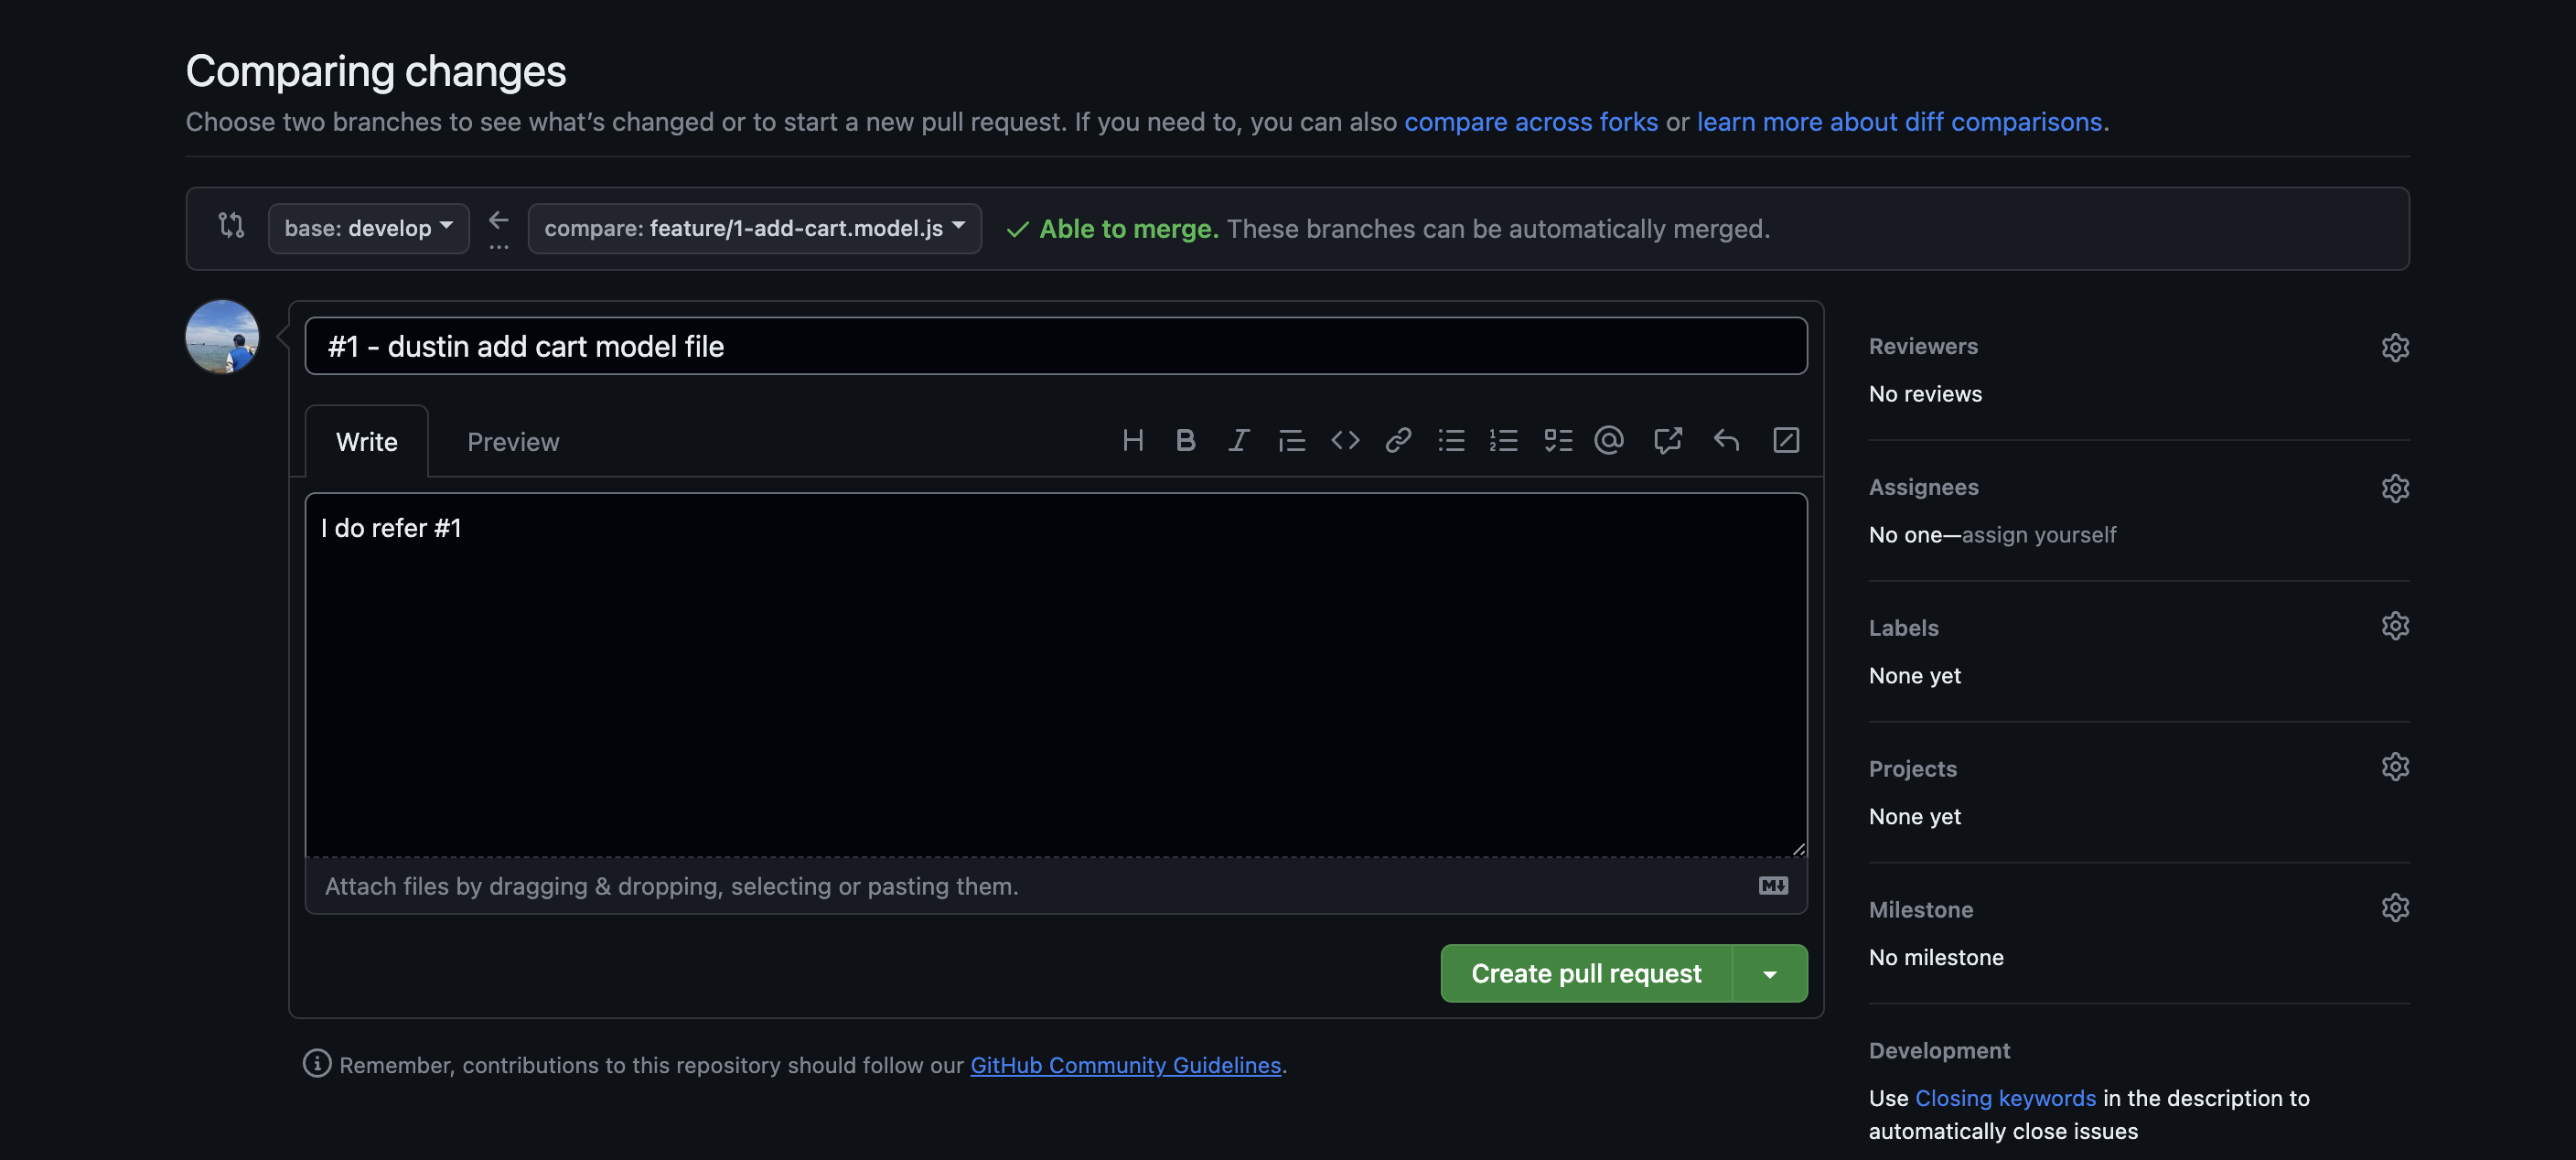 Comparing changes
Choose two branches to see what's changed or to start a new pull request. If you need to, you can also compare across forks or learn more about diff comparisons.
base: develop
compare: feature/1-add-cart.model.js
Able to merge. These branches can be automatically merged.
#1 - dustin add cart model file
Write
Preview
I do refer #1
Attach files by dragging & dropping, selecting or pasting them.
Create pull request
Remember, contributions to this repository should follow our GitHub Community Guidelines.
Reviewers
No reviews
Assignees
No one—assign yourself
Labels
None yet
Projects
None yet
Milestone
No milestone
Development
Use Closing keywords in the description to
automatically close issues